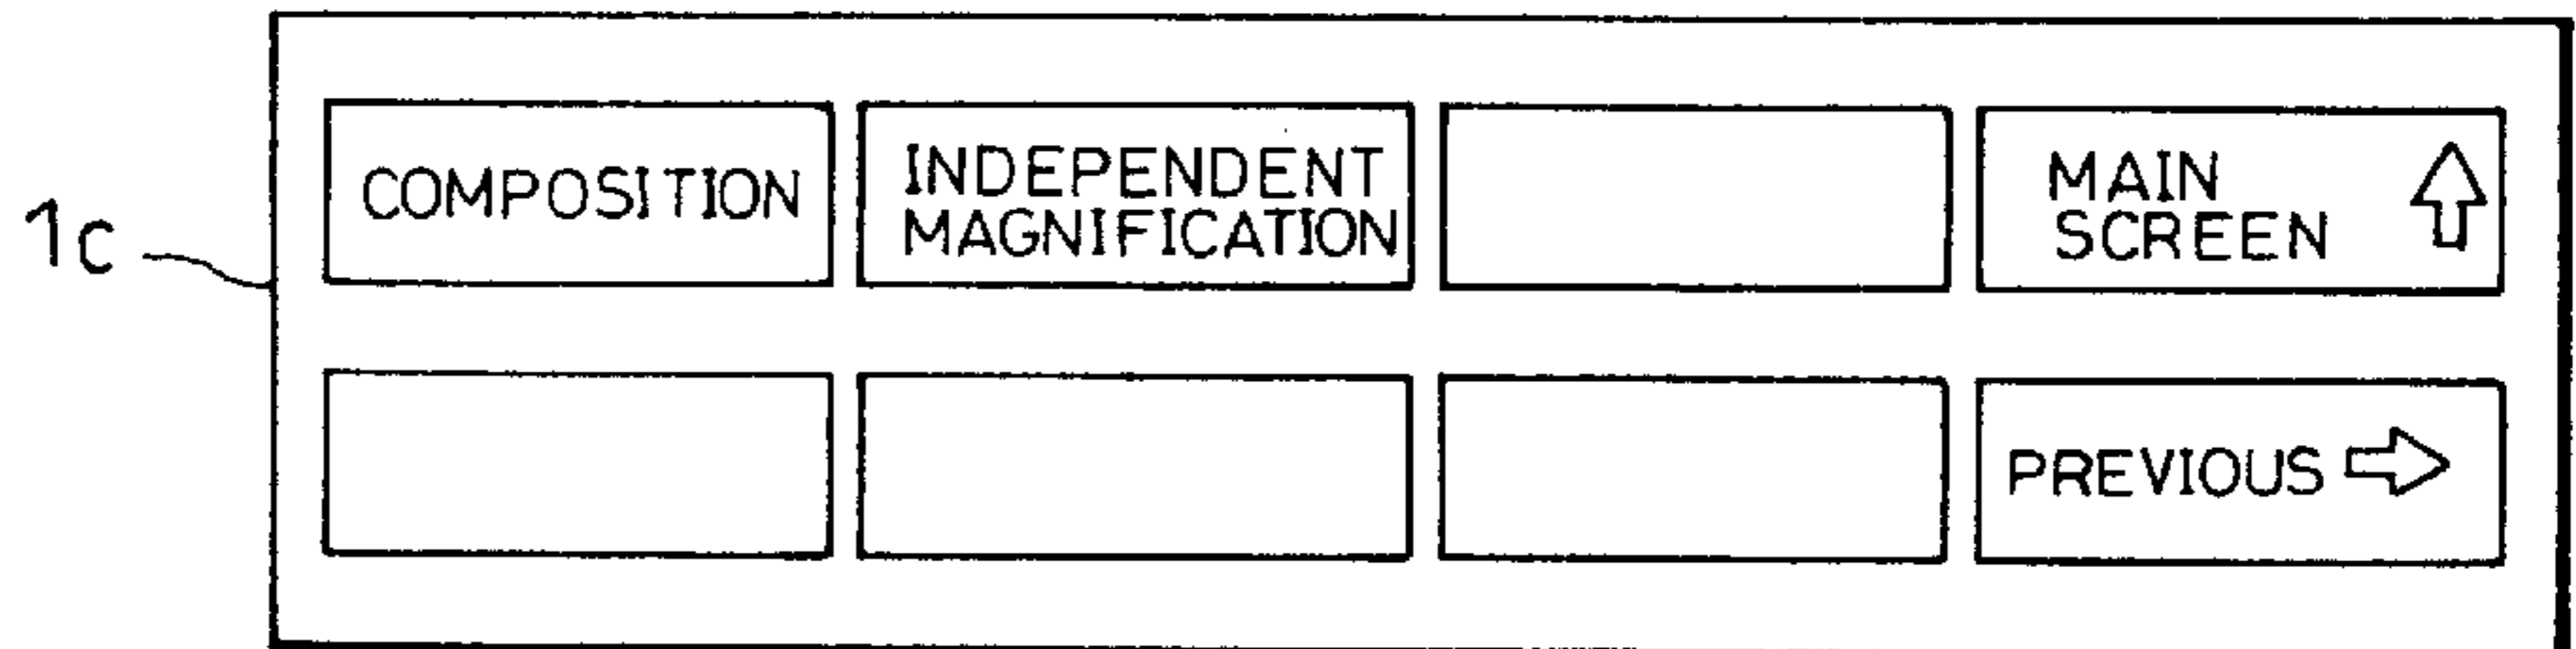 1c
COMPOSITION
INDEPENDENT
MAGNIFICATION
MAIN
SCREEN
PREVIOUS